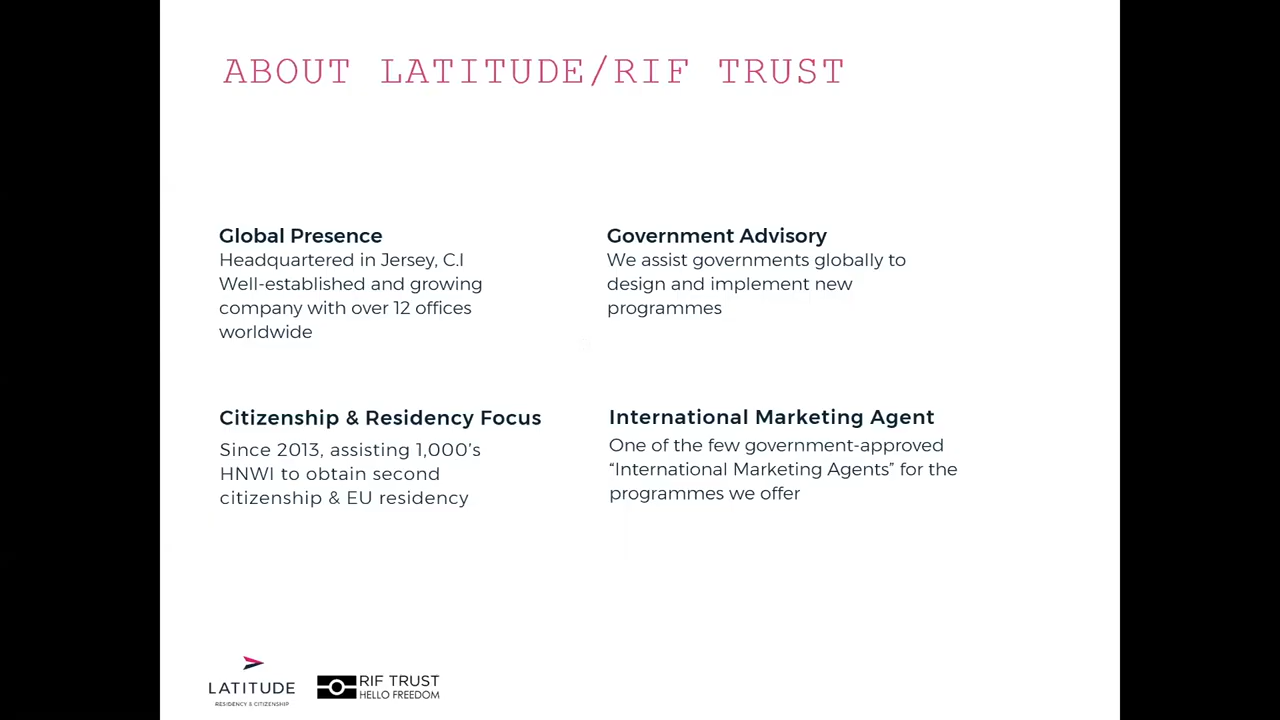 ABOUT LATITUDE/RIF TRUST
Global Presence
Headquartered in Jersey, C.I
Well-established and growing
company with over 12 offices
worldwide
Government Advisory
We assist governments globally to
design and implement new
programmes
Citizenship & Residency Focus
Since 2013, assisting 1,000’s
HNWI to obtain second
citizenship & EU residency
International Marketing Agent
One of the few government-approved
“International Marketing Agents” for the
programmes we offer
LATITUDE
RESIDENCY & CITIZENSHIP
RIF TRUST
HELLO FREEDOM